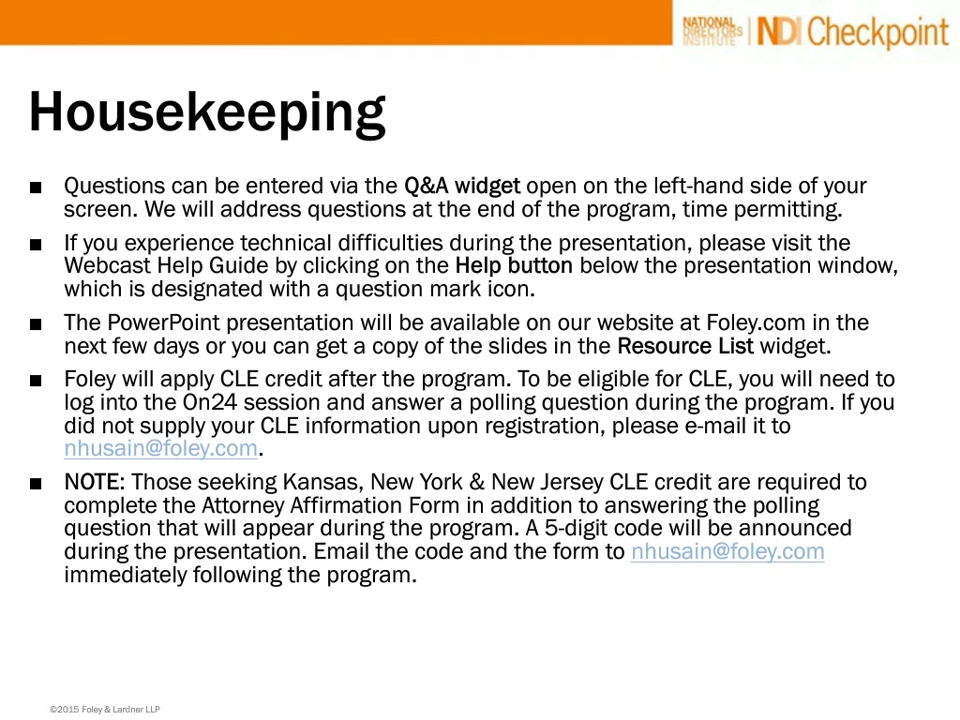 NATIONAL
DIRECTORS
INSTITUTE
NDI Checkpoint
Housekeeping
■ Questions can be entered via the Q&A widget open on the left-hand side of your
screen. We will address questions at the end of the program, time permitting.
■ If you experience technical difficulties during the presentation, please visit the
Webcast Help Guide by clicking on the Help button below the presentation window,
which is designated with a question mark icon.
■ The PowerPoint presentation will be available on our website at Foley.com in the
next few days or you can get a copy of the slides in the Resource List widget.
■ Foley will apply CLE credit after the program. To be eligible for CLE, you will need to
log into the On24 session and answer a polling question during the program. If you
did not supply your CLE information upon registration, please e-mail it to
nhusain@foley.com.
■ NOTE: Those seeking Kansas, New York & New Jersey CLE credit are required to
complete the Attorney Affirmation Form in addition to answering the polling
question that will appear during the program. A 5-digit code will be announced
during the presentation. Email the code and the form to nhusain@foley.com
immediately following the program.
©2015 Foley & Lardner LLP